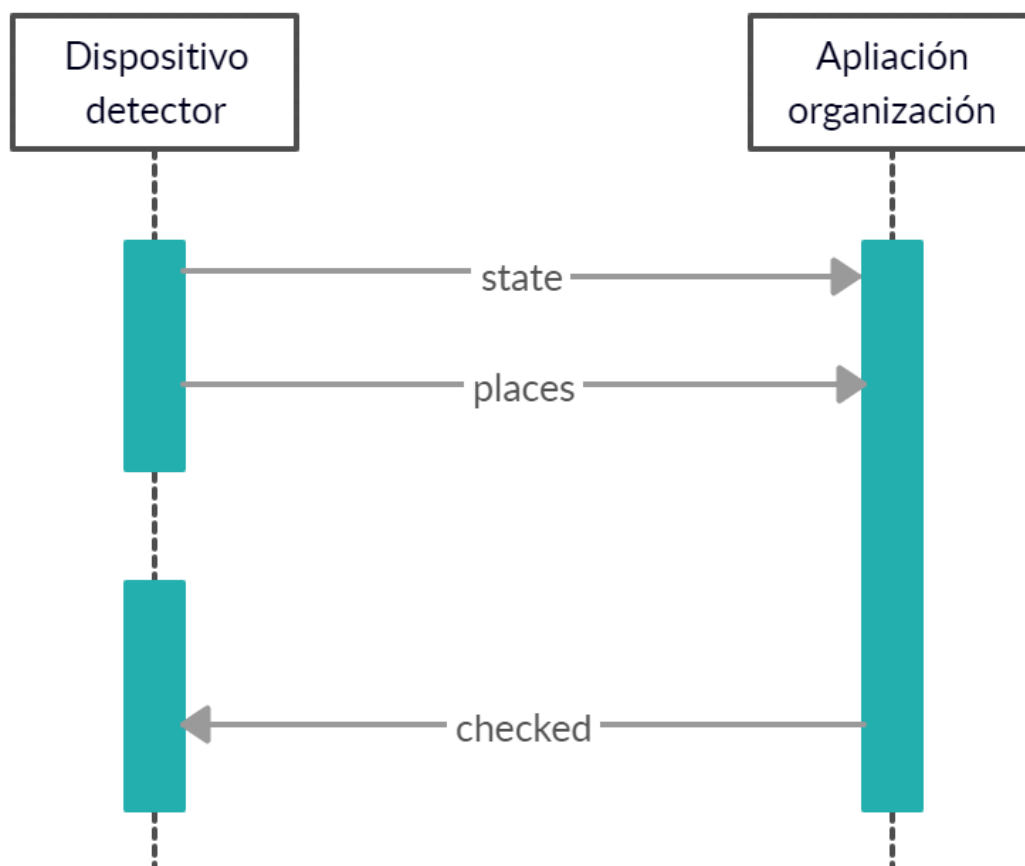 Dispositivo
detector
Apliación
organización
state
places
checked